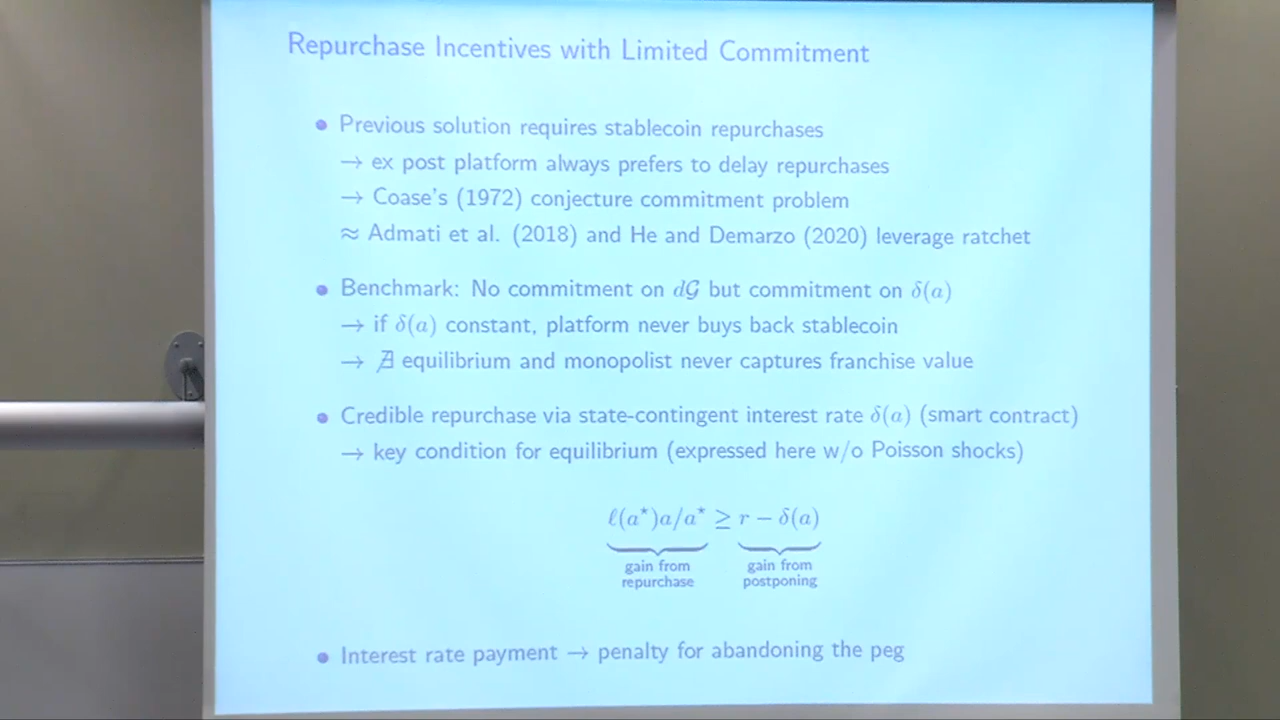 Repurchase Incentives with Limited Commitment
• Previous solution requires stablecoin repurchases
→ ex post platform always prefers to delay repurchases
→ Coase's (1972) conjecture commitment problem
≈ Admati et al. (2018) and He and Demarzo (2020) leverage ratchet
• Benchmark: No commitment on d𝒢 but commitment on δ(a)
→ if δ(a) constant, platform never buys back stablecoin
→ ∄ equilibrium and monopolist never captures franchise value
• Credible repurchase via state-contingent interest rate δ(a) (smart contract)
→ key condition for equilibrium (expressed here w/o Poisson shocks)
ℓ(a⋆)a/a⋆ ≥ r − δ(a)
gain from repurchase
gain from postponing
• Interest rate payment → penalty for abandoning the peg